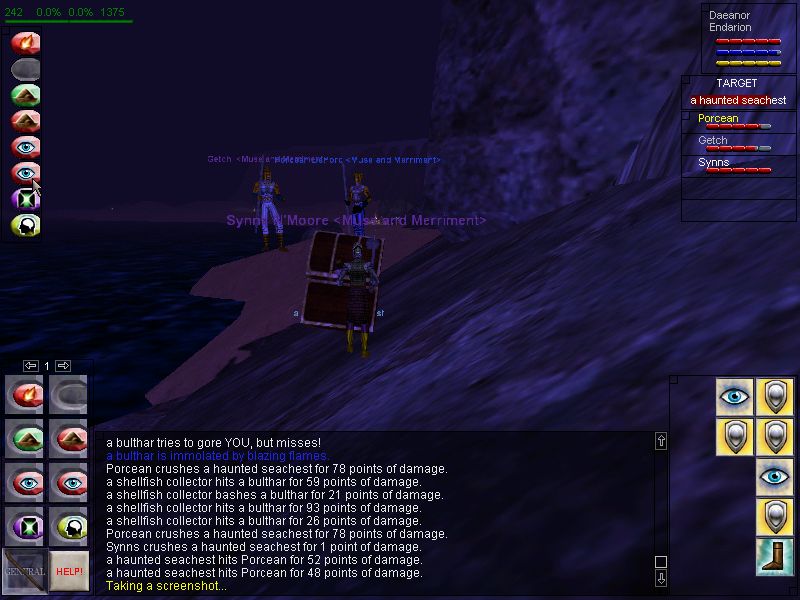 242 0.0% 0.0% 1375
Daeanor
Endarion
TARGET
a haunted seachest
Porcean
Getch
Synns
Getch <Muse and Merriment>
<Muse and Merriment>
Synns d'Moore <Muse and Merriment>
a st
1
a bulthar tries to gore YOU, but misses!
a bulthar is immolated by blazing flames.
Porcean crushes a haunted seachest for 78 points of damage.
a shellfish collector hits a bulthar for 59 points of damage.
a shellfish collector bashes a bulthar for 21 points of damage.
a shellfish collector hits a bulthar for 93 points of damage.
a shellfish collector hits a bulthar for 26 points of damage.
Porcean crushes a haunted seachest for 78 points of damage.
Synns crushes a haunted seachest for 1 point of damage.
a haunted seachest hits Porcean for 52 points of damage.
a haunted seachest hits Porcean for 48 points of damage.
Taking a screenshot...
GENERAL
HELP!